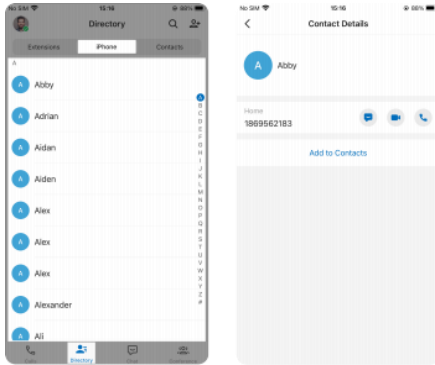 No SIM 15:16 88%
Directory
Extensions iPhone Contacts
A
A Abby
A Adrian
A Aidan
A Aiden
A Alex
A Alex
A Alex
A Alexander
A Ali
A
B
C
D
E
F
G
H
I
J
K
L
M
N
O
P
Q
R
S
T
U
V
W
X
Y
Z
#
Calls Directory Chat Conference
No SIM 15:16 88%
Contact Details
A Abby
Home
1869562183
Add to Contacts